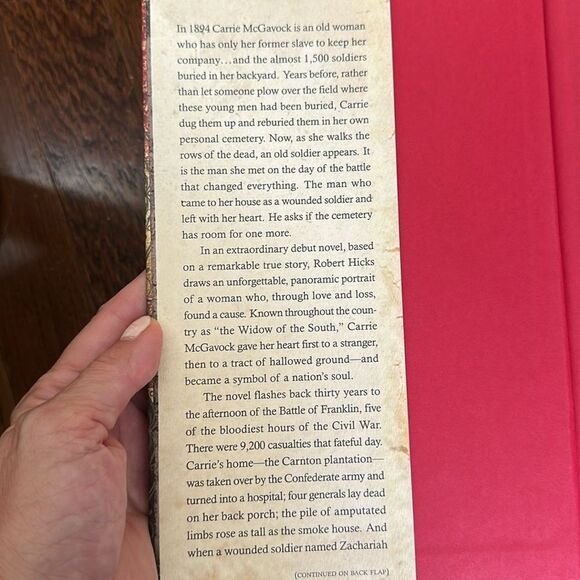 In 1894 Carrie McGavock is an old woman
who has only her former slave to keep her
company...and the almost 1,500 soldiers
buried in her backyard. Years before, rather
than let someone plow over the field where
these young men had been buried, Carrie
dug them up and reburied them in her own
personal cemetery. Now, as she walks the
rows of the dead, an old soldier appears. It
is the man she met on the day of the battle
that changed everything. The man who
came to her house as a wounded soldier and
left with her heart. He asks if the cemetery
has room for one more.
In an extraordinary debut novel, based
on a remarkable true story, Robert Hicks
draws an unforgettable, panoramic portrait
of a woman who, through love and loss,
found a cause. Known throughout the coun-
try as “the Widow of the South,” Carrie
McGavock gave her heart first to a stranger,
then to a tract of hallowed ground—and
became a symbol of a nation’s soul.
The novel flashes back thirty years to
the afternoon of the Battle of Franklin, five
of the bloodiest hours of the Civil War.
There were 9,200 casualties that fateful day.
Carrie’s home—the Carnton plantation—
was taken over by the Confederate army and
turned into a hospital; four generals lay dead
on her back porch; the pile of amputated
limbs rose as tall as the smoke house. And
when a wounded soldier named Zachariah
(CONTINUED ON BACK FLAP)